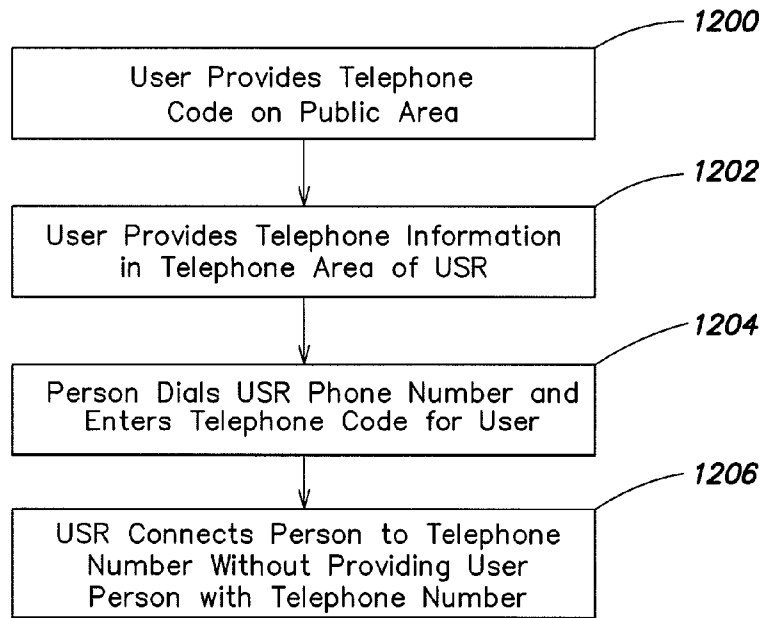 1200
User Provides Telephone
Code on Public Area
1202
User Provides Telephone Information
in Telephone Area of USR
1204
Person Dials USR Phone Number and
Enters Telephone Code for User
1206
USR Connects Person to Telephone
Number Without Providing User
Person with Telephone Number